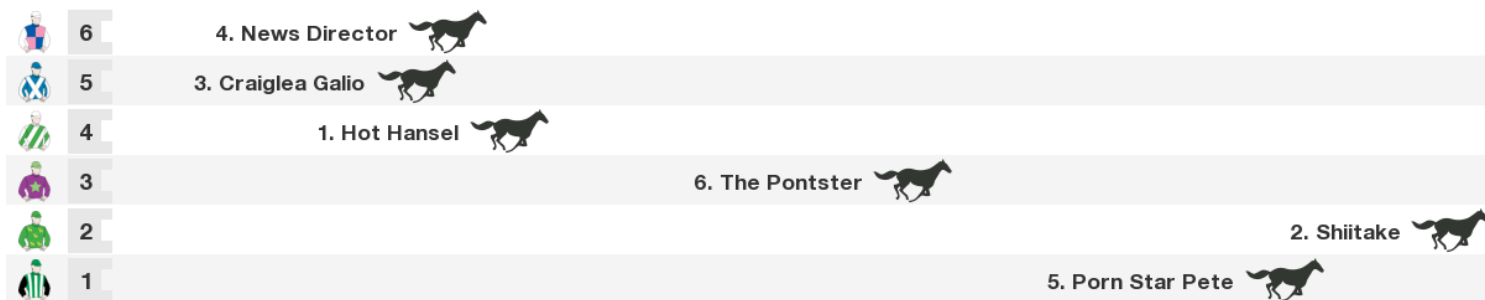 6 4. News Director
5 3. Craiglea Galio
4 1. Hot Hansel
3 6. The Pontster
2 2. Shiitake
1 5. Porn Star Pete